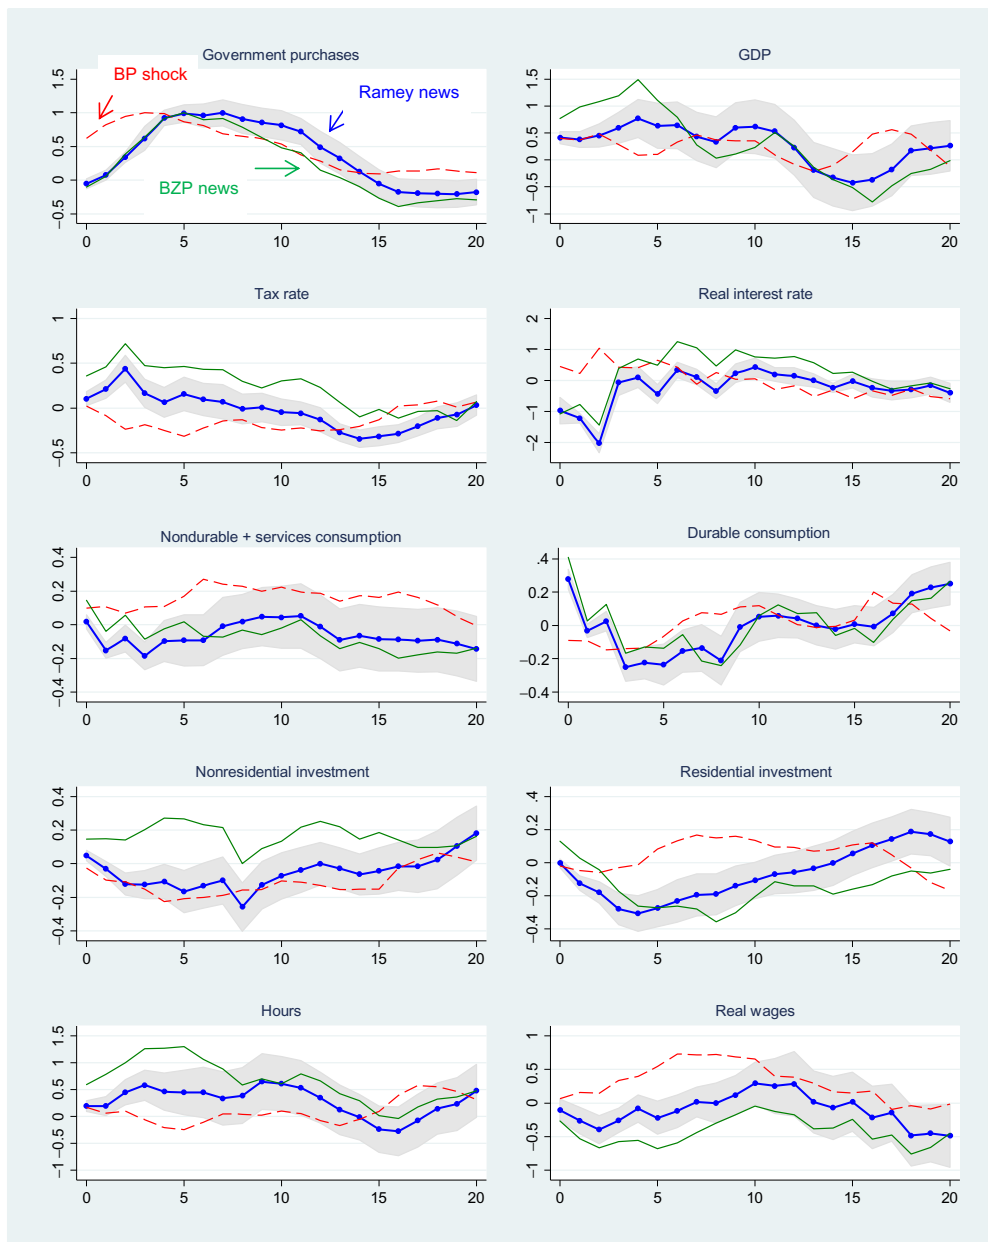 Government purchases
BP shock
Ramey news
BZP news
1.5
1
0.5
0
−0.5
0 5 10 15 20
GDP
1.5
1
0.5
0
−0.5
−1
0 5 10 15 20
Tax rate
1
0.5
0
−0.5
0 5 10 15 20
Real interest rate
2
1
0
−1
−2
0 5 10 15 20
Nondurable + services consumption
0.4
0.2
0
−0.2
−0.4
0 5 10 15 20
Durable consumption
.4
0.2
0
−0.2
−0.4
0 5 10 15 20
Nonresidential investment
0.4
0.2
0
−0.2
−0.4
0 5 10 15 20
Residential investment
.4
0.2
0
−0.2
−0.4
0 5 10 15 20
Hours
1.5
1
0.5
0
−0.5
−1
0 5 10 15 20
Real wages
1
0.5
0
−0.5
−1
0 5 10 15 20